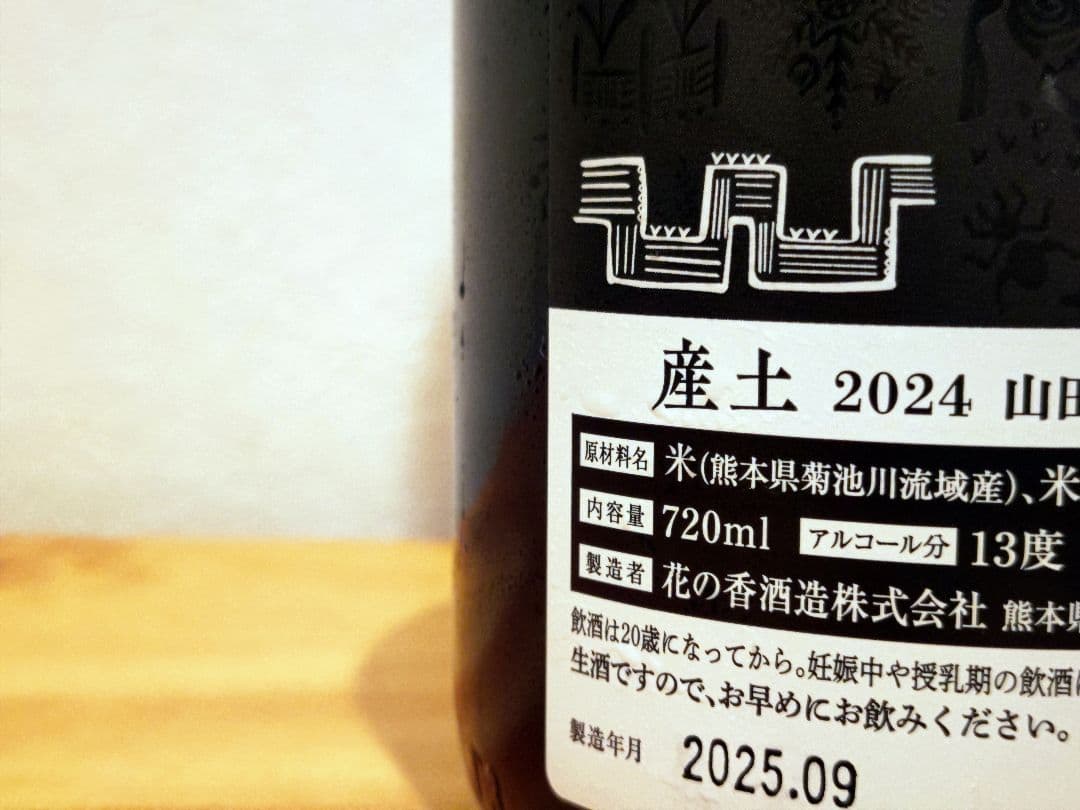 産土 2024 山田
原材料名 米(熊本県菊池川流域産)、米
内容量 720ml アルコール分 13度
製造者 花の香酒造株式会社 熊本県
飲酒は20歳になってから。妊娠中や授乳期の飲酒は
生酒ですので、お早めにお飲みください。
製造年月 2025.09